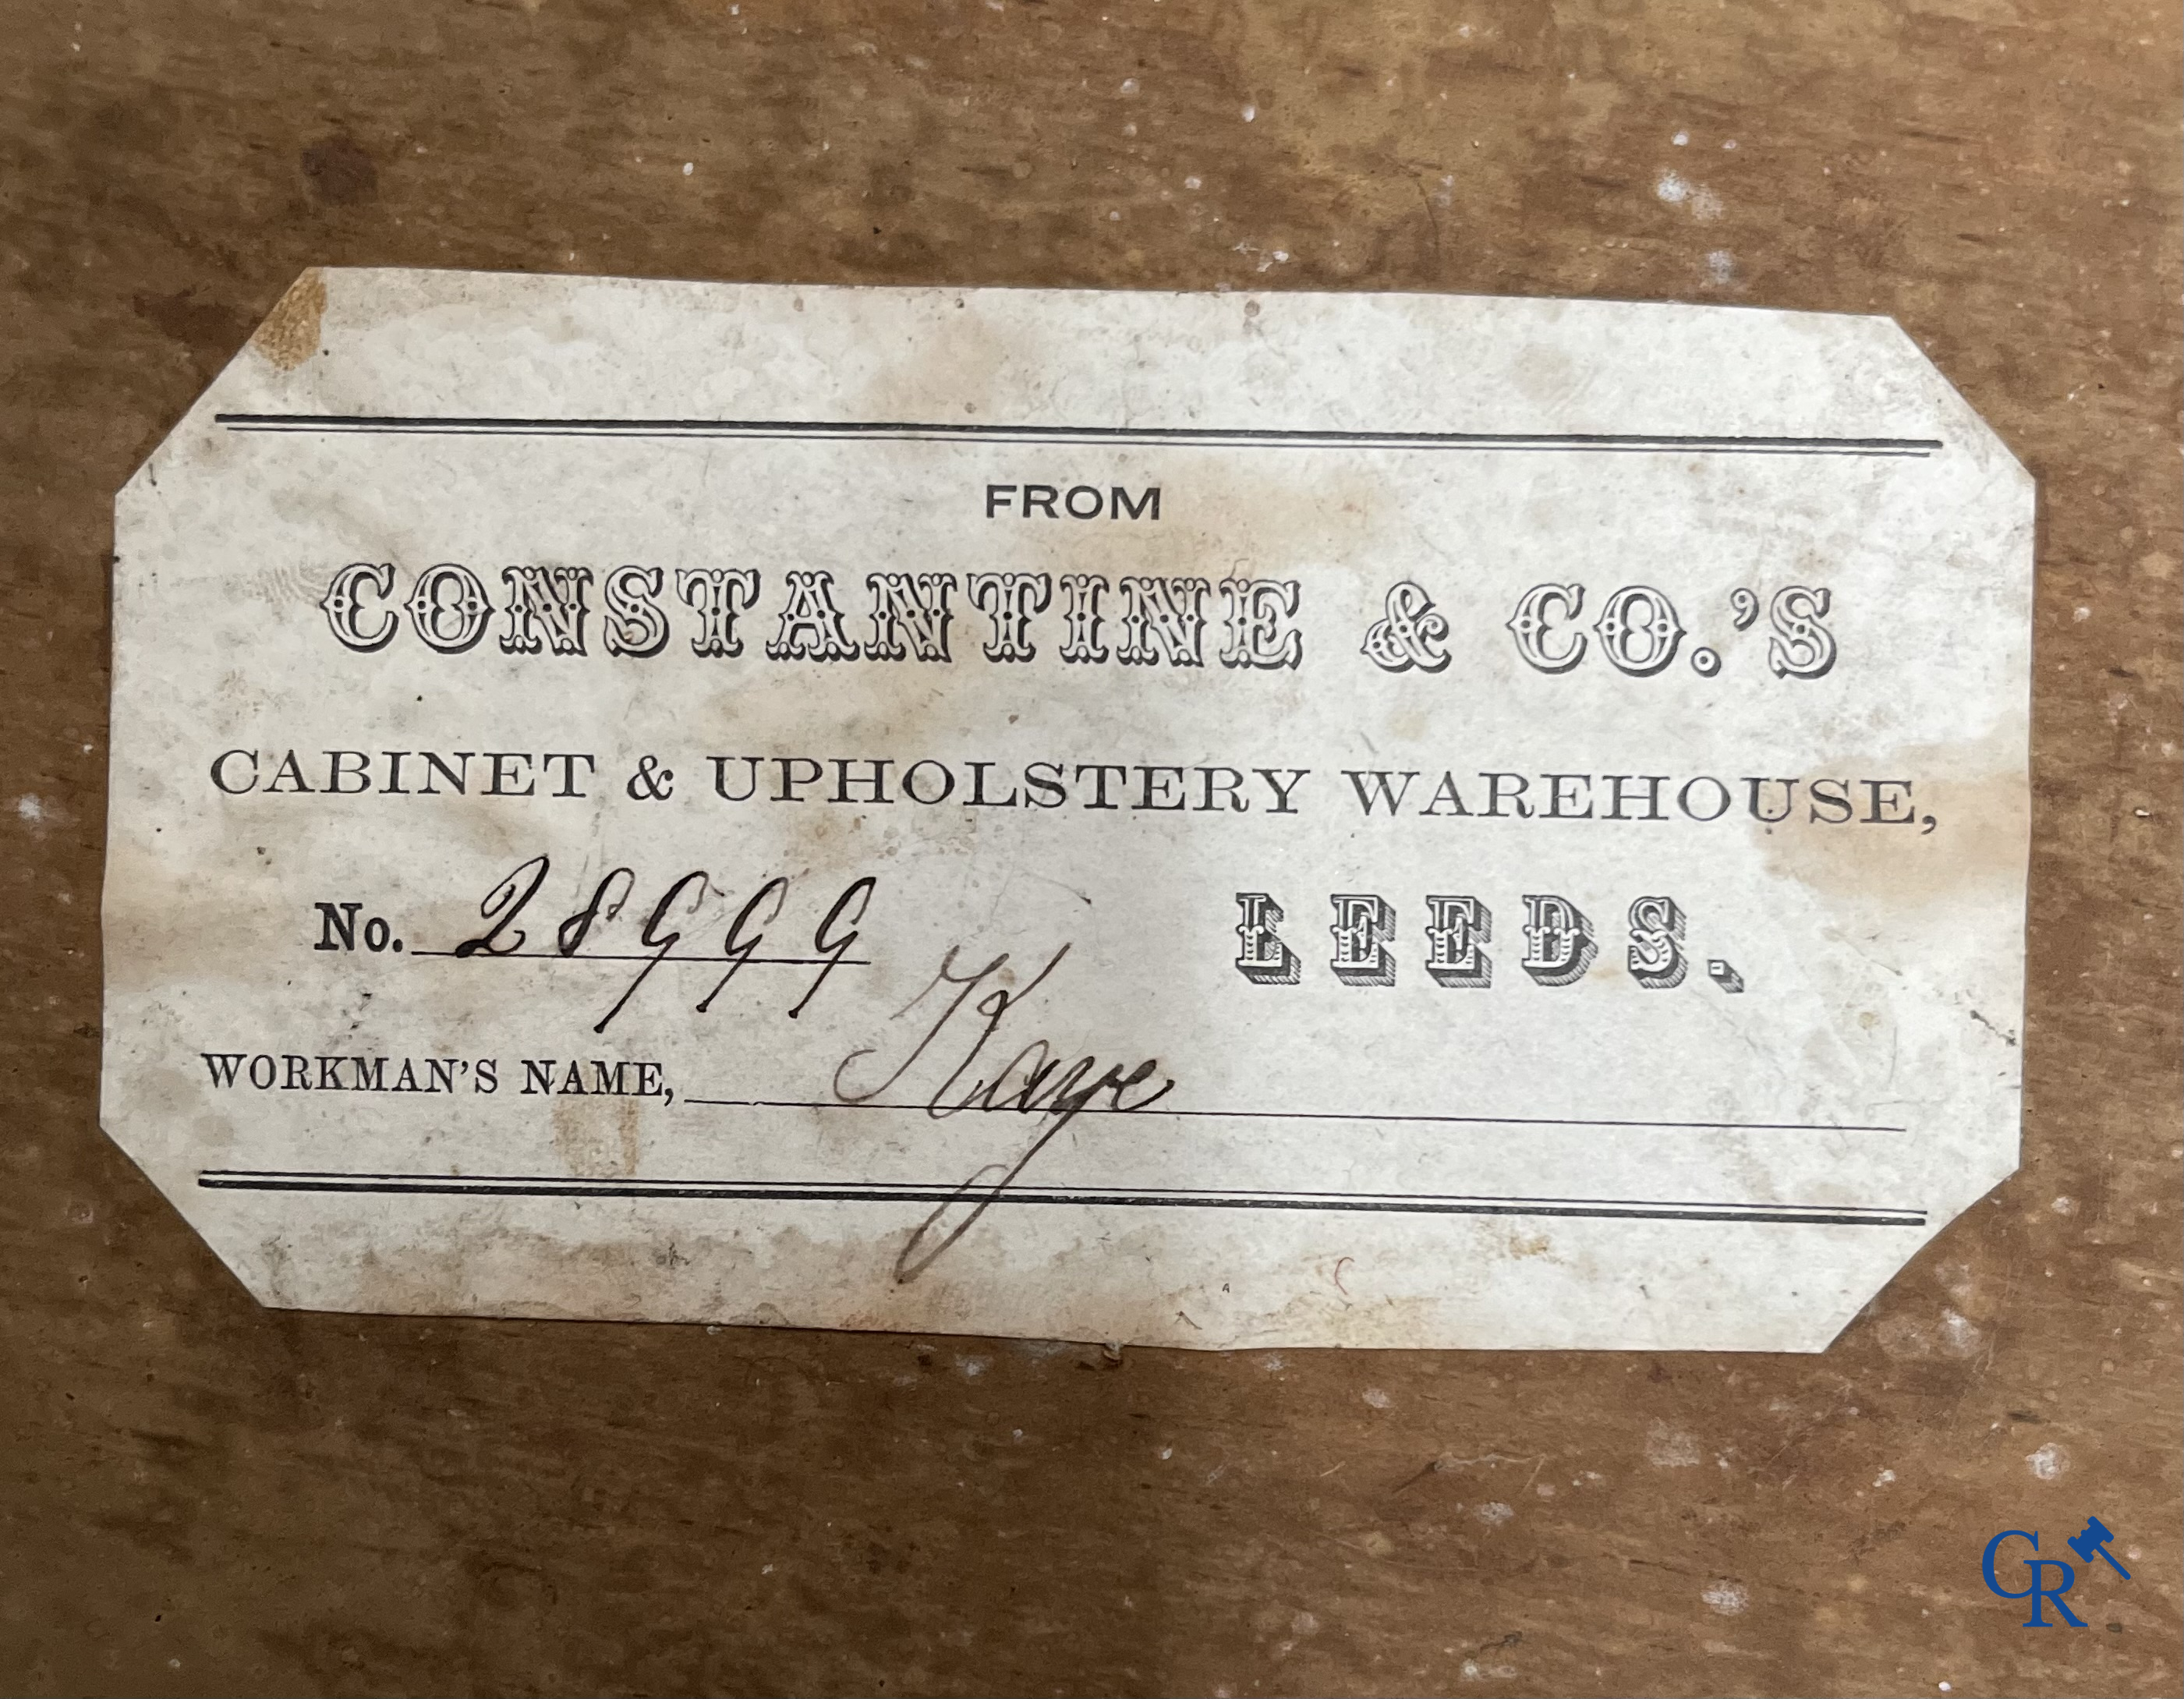 FROM
CONSTANTINE & CO.'S
CABINET & UPHOLSTERY WAREHOUSE,
No. 28999 LEEDS.
WORKMAN'S NAME, Kaye
CR